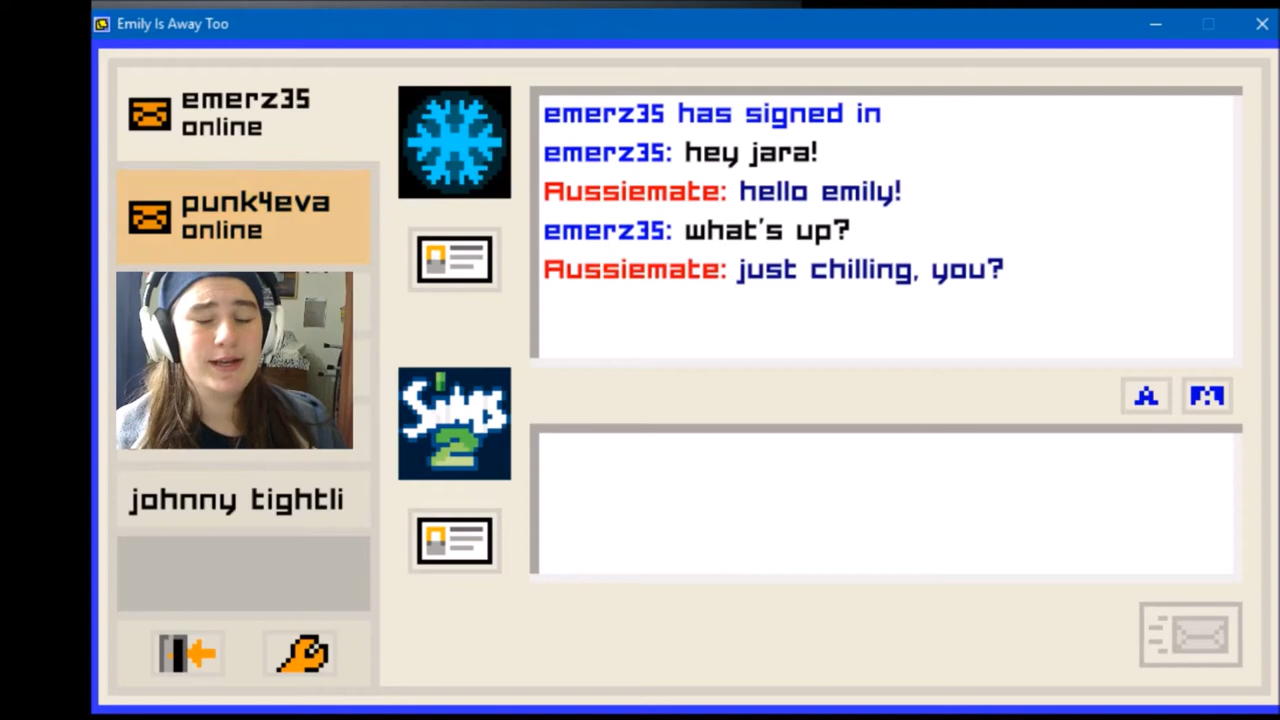 Emily Is Away Too
emerz35
online
punk4eva
online
johnny tightli
emerz35 has signed in
emerz35: hey jara!
Aussiemate: hello emily!
emerz35: what's up?
Aussiemate: just chilling, you?
SiMS
2
A